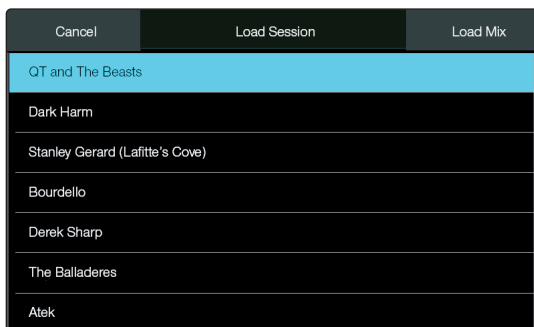 Cancel Load Session Load Mix
QT and The Beasts
Dark Harm
Stanley Gerard (Lafitte's Cove)
Bourdello
Derek Sharp
The Balladeres
Atek